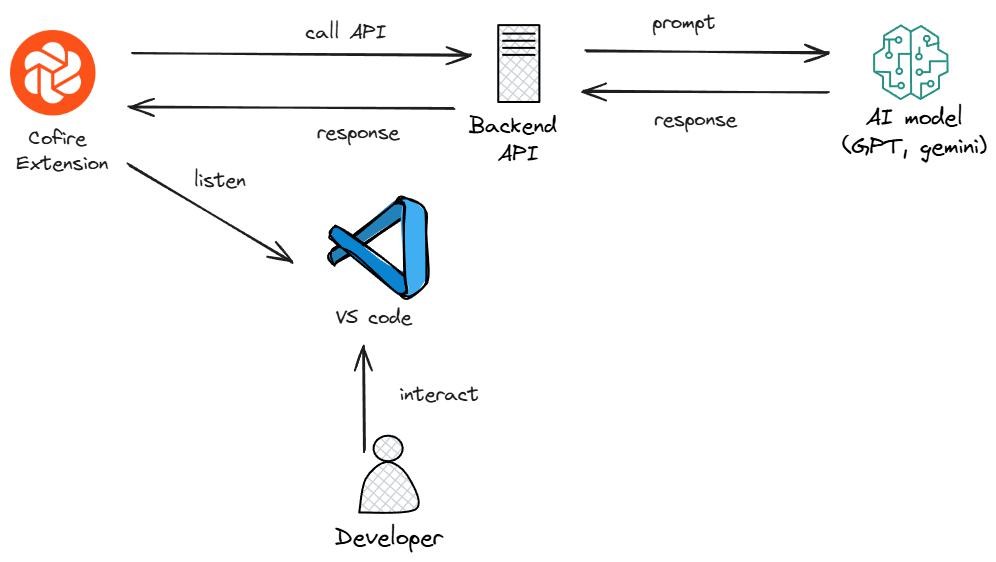 call API
prompt
response
response
Cofire
Extension
Backend
API
AI model
(GPT, gemini)
listen
VS code
interact
Developer